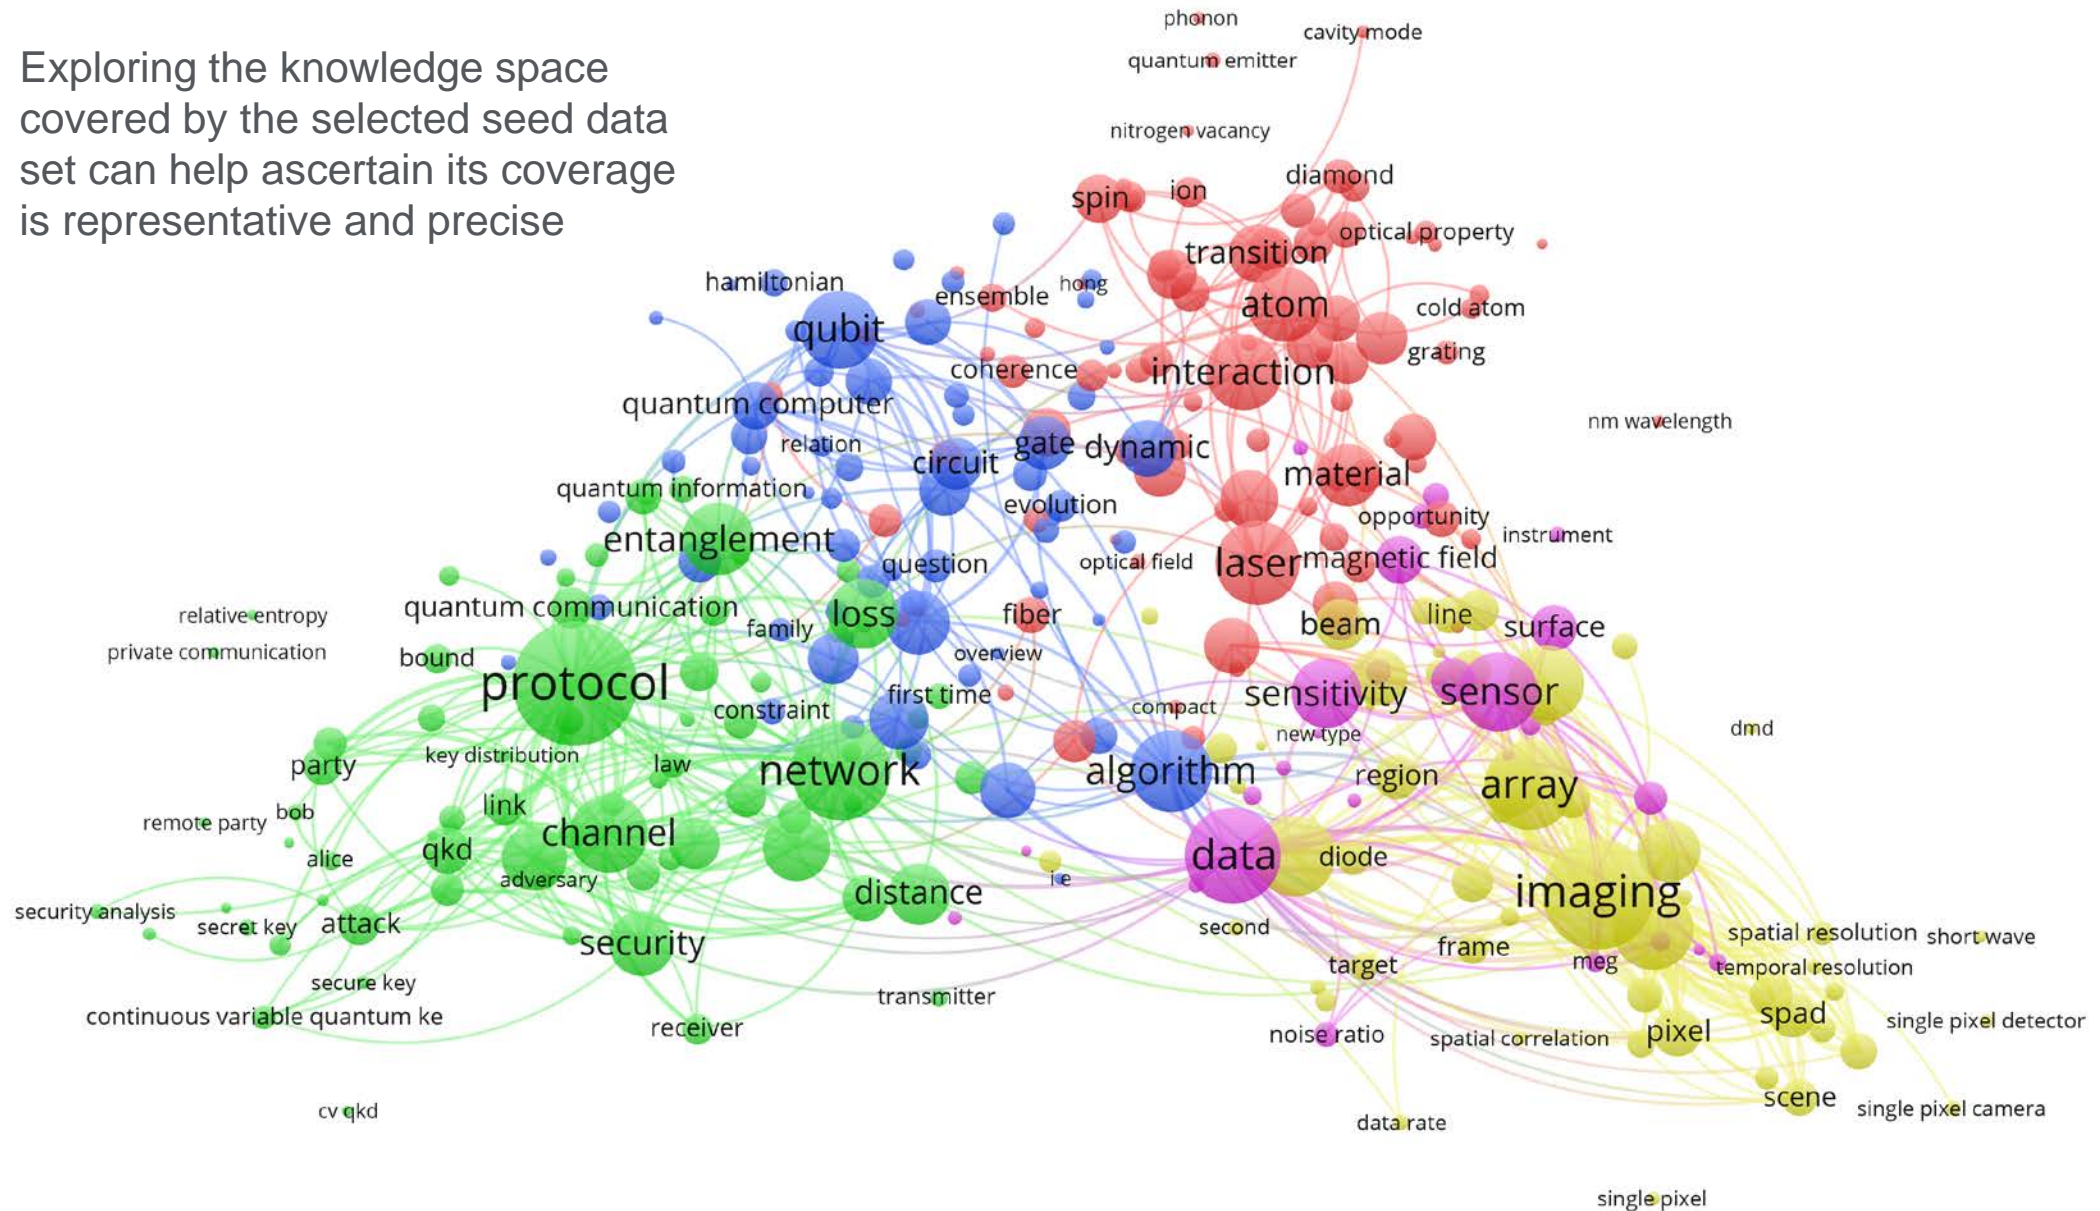 Exploring the knowledge space
covered by the selected seed data
set can help ascertain its coverage
is representative and precise
phonon
cavity mode
quantum emitter
nitrogen vacancy
diamond
spin
ion
optical property
transition
hamiltonian
ensemble
hong
atom
cold atom
qubit
grating
coherence
interaction
quantum computer
nm wavelength
relation
gate
dynamic
circuit
material
quantum information
evolution
opportunity
instrument
entanglement
question
optical field
laser
magnetic field
relative entropy
quantum communication
loss
fiber
beam
line
surface
family
private communication
bound
overview
protocol
first time
sensitivity
sensor
constraint
compact
new type
dmd
party
key distribution
law
network
algorithm
region
array
link
bob
remote party
channel
alice
qkd
data
diode
adversary
i e
distance
imaging
security analysis
secret key
attack
second
security
frame
spatial resolution
short wave
target
meg
temporal resolution
secure key
transmitter
continuous variable quantum ke
receiver
noise ratio
spatial correlation
pixel
spad
single pixel detector
scene
single pixel camera
cv qkd
data rate
single pixel